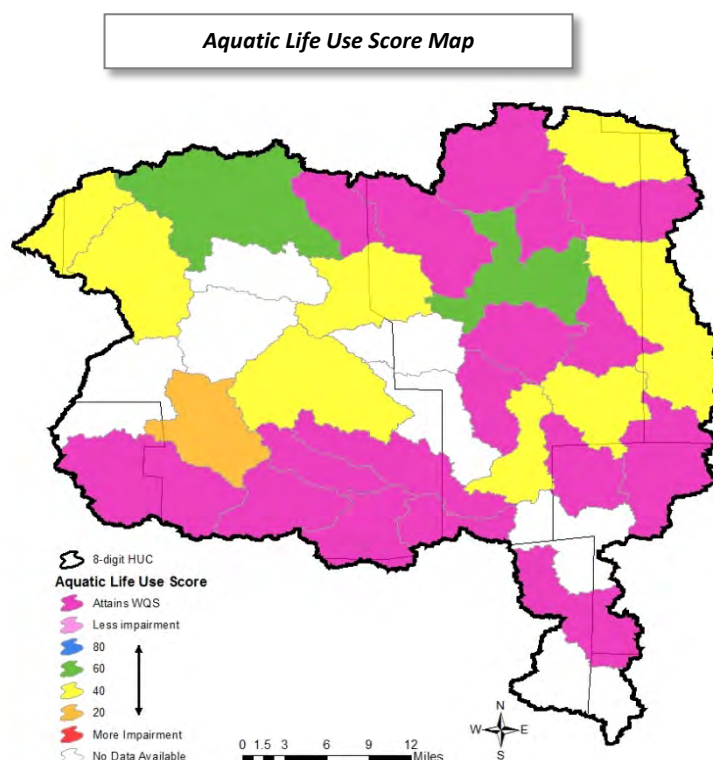 Aquatic Life Use Score Map
8-digit HUC
Aquatic Life Use Score
Attains WQS
Less impairment
80
60
40
20
More Impairment
No Data Available
0 1.5 3 6 9 12
Miles
N
W E
S